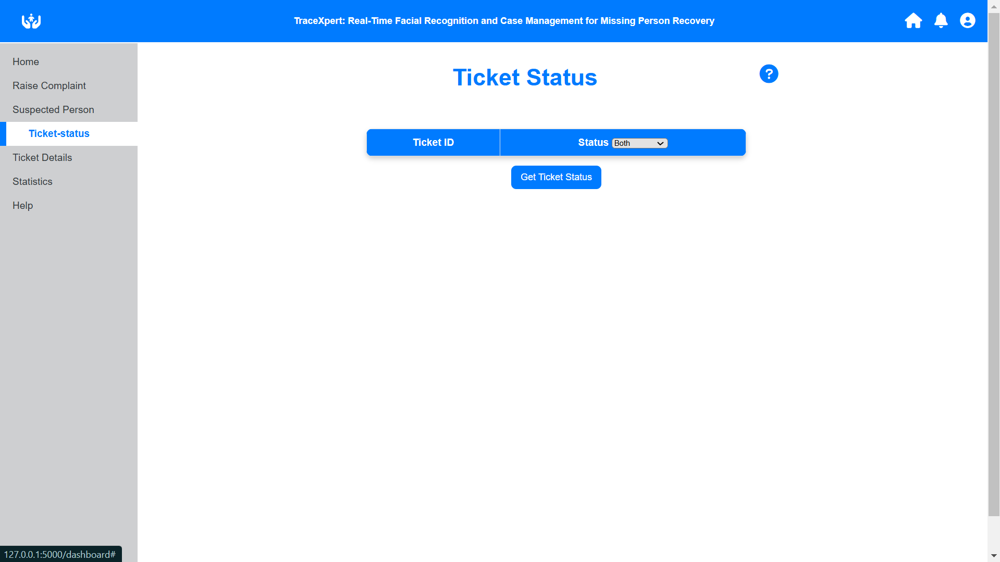 TraceXpert: Real-Time Facial Recognition and Case Management for Missing Person Recovery
Home
Raise Complaint
Suspected Person
Ticket-status
Ticket Details
Statistics
Help
Ticket Status
?
Ticket ID
Status Both
Get Ticket Status
127.0.0.1:5000/dashboard#